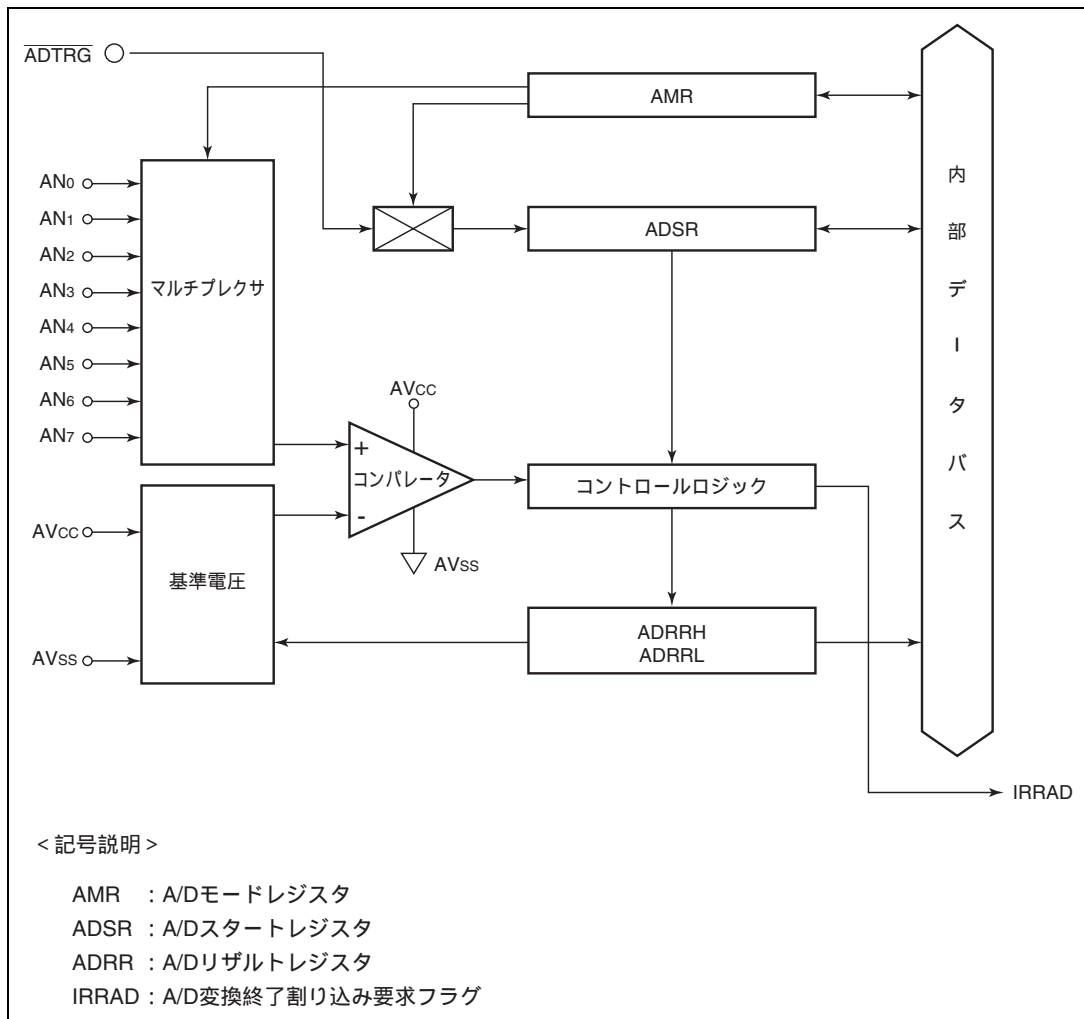 ADTRG
AMR
AN0
AN1
AN2
AN3
AN4
AN5
AN6
AN7
マルチプレクサ
ADSR
内部データバス
AVCC
+
コンパレータ
-
AVSS
コントロールロジック
AVCC
基準電圧
AVSS
ADRRH
ADRRL
IRRAD
<記号説明>
AMR :A/Dモードレジスタ
ADSR :A/Dスタートレジスタ
ADRR :A/Dリザルトレジスタ
IRRAD:A/D変換終了割り込み要求フラグ